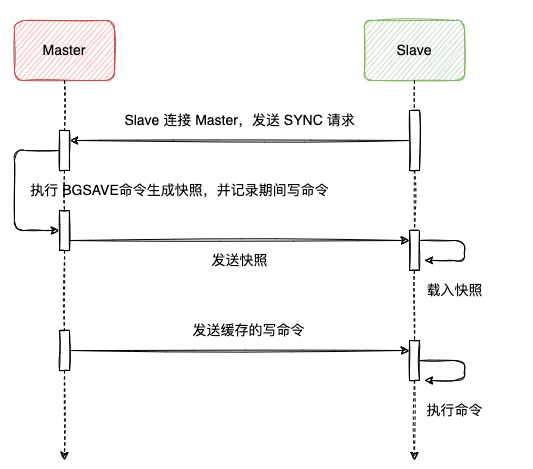 Master
Slave
Slave 连接 Master，发送 SYNC 请求
执行 BGSAVE命令生成快照，并记录期间写命令
发送快照
载入快照
发送缓存的写命令
执行命令